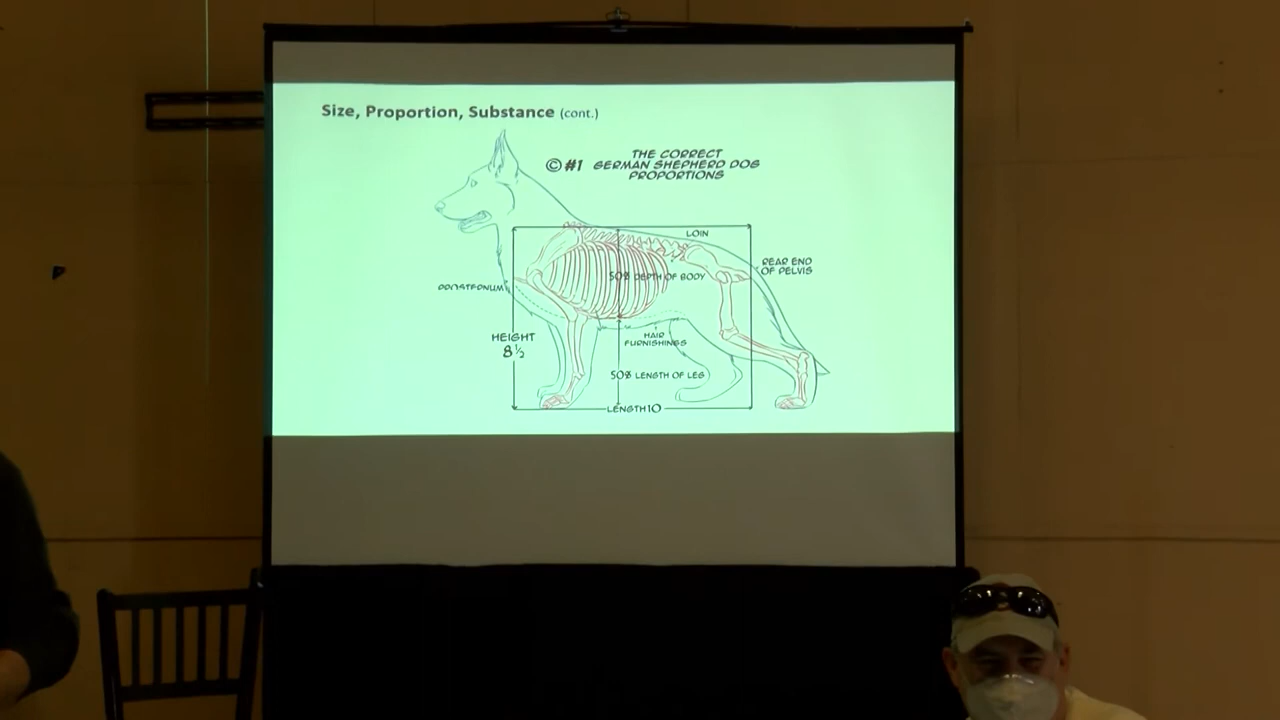 Size, Proportion, Substance (cont.)
© #1 THE CORRECT
GERMAN SHEPHERD DOG
PROPORTIONS
LOIN
REAR END
OF PELVIS
50% DEPTH OF BODY
PROSTERNUM
HEIGHT
8½
HAIR
FURNISHINGS
50% LENGTH OF LEG
LENGTH 10